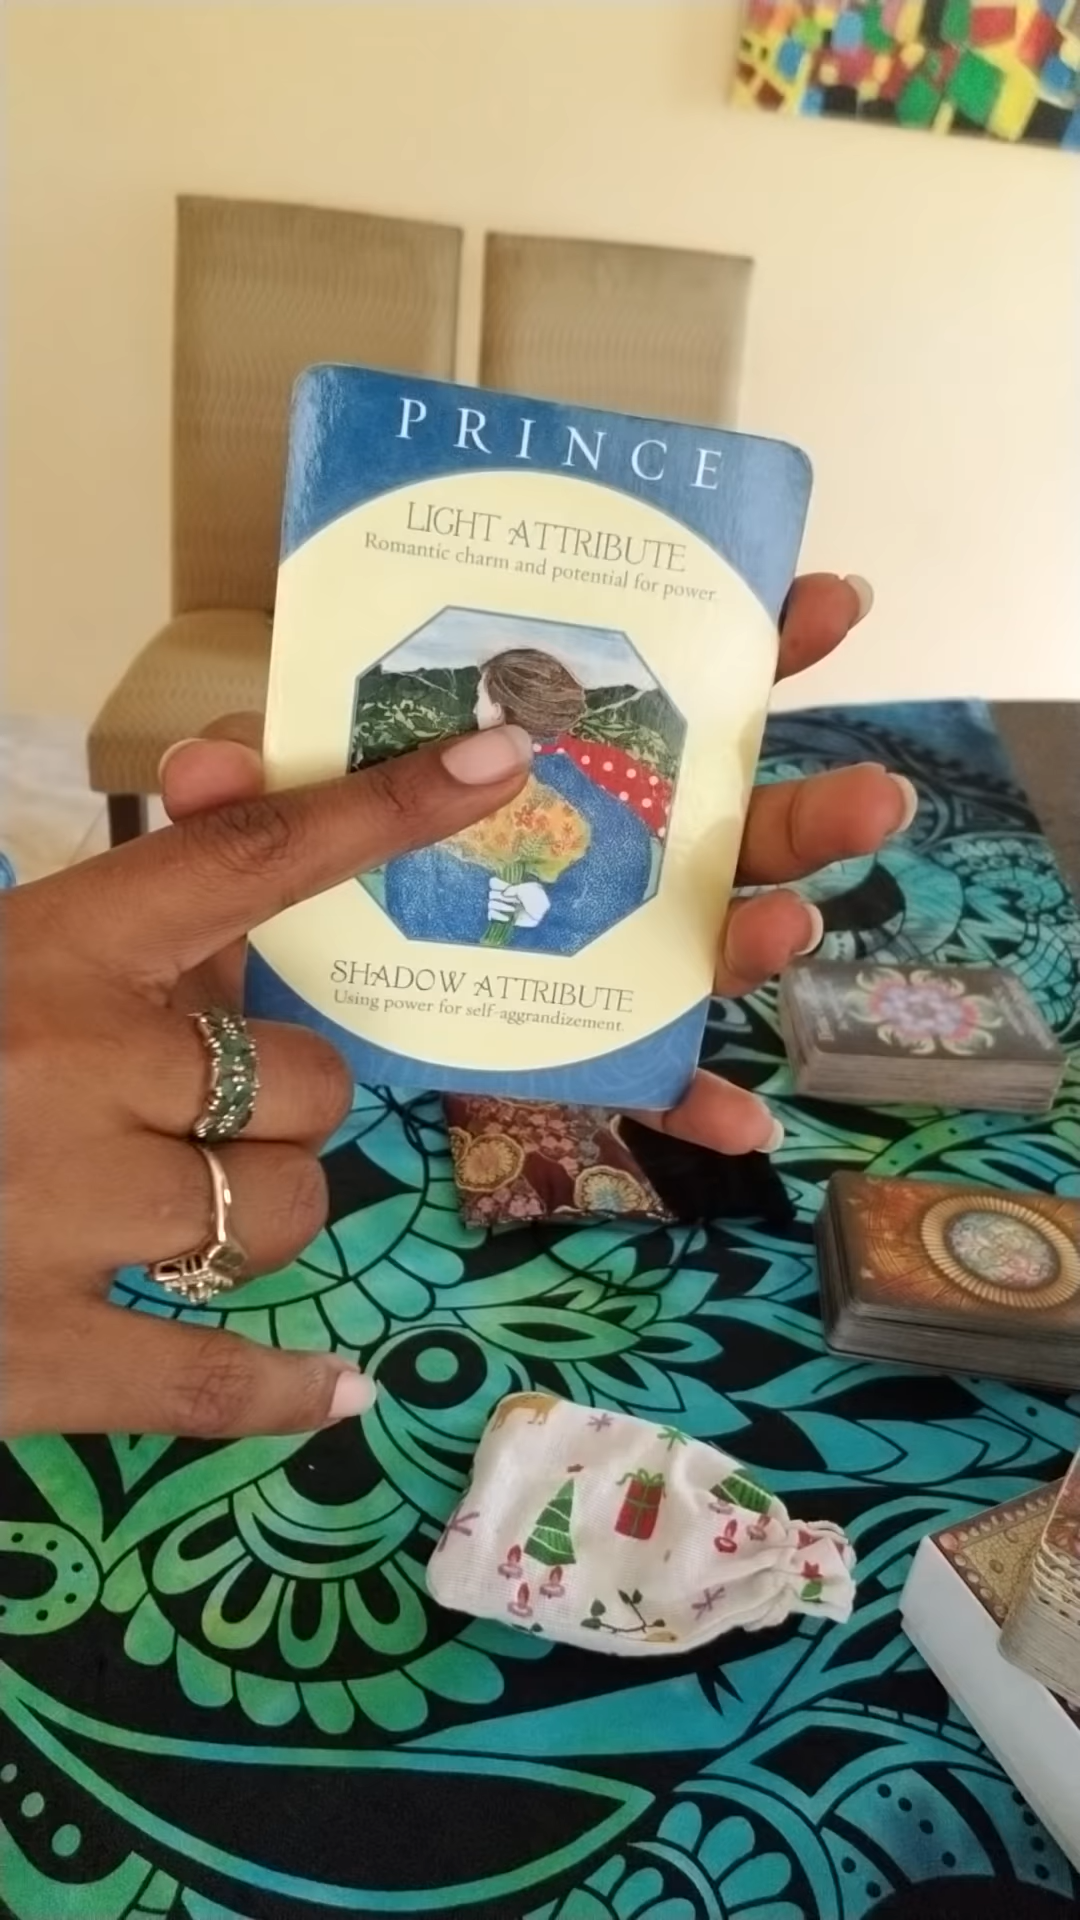 PRINCE
LIGHT ATTRIBUTE
Romantic charm and potential for power.
SHADOW ATTRIBUTE
Using power for self-aggrandizement.